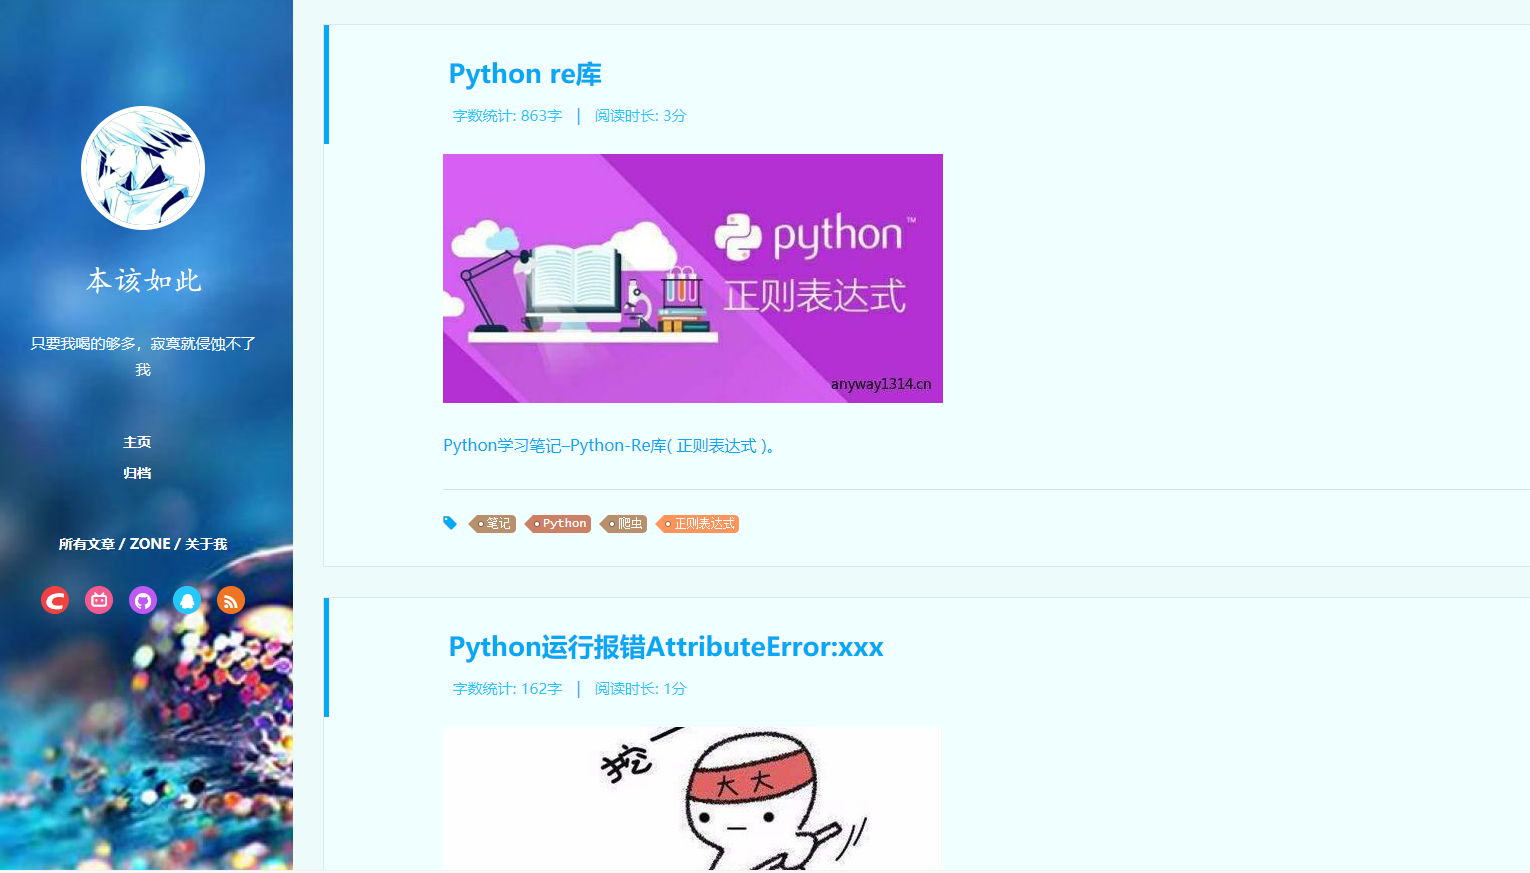 本该如此
只要我喝的够多，寂寞就侵蚀不了
我
主页
归档
所有文章 / ZONE / 关于我
Python re库
字数统计: 863字 | 阅读时长: 3分
python™
正则表达式
anyway1314.cn
Python学习笔记–Python-Re库( 正则表达式 )。
笔记 Python 爬虫 正则表达式
Python运行报错AttributeError:xxx
字数统计: 162字 | 阅读时长: 1分
挖
大大